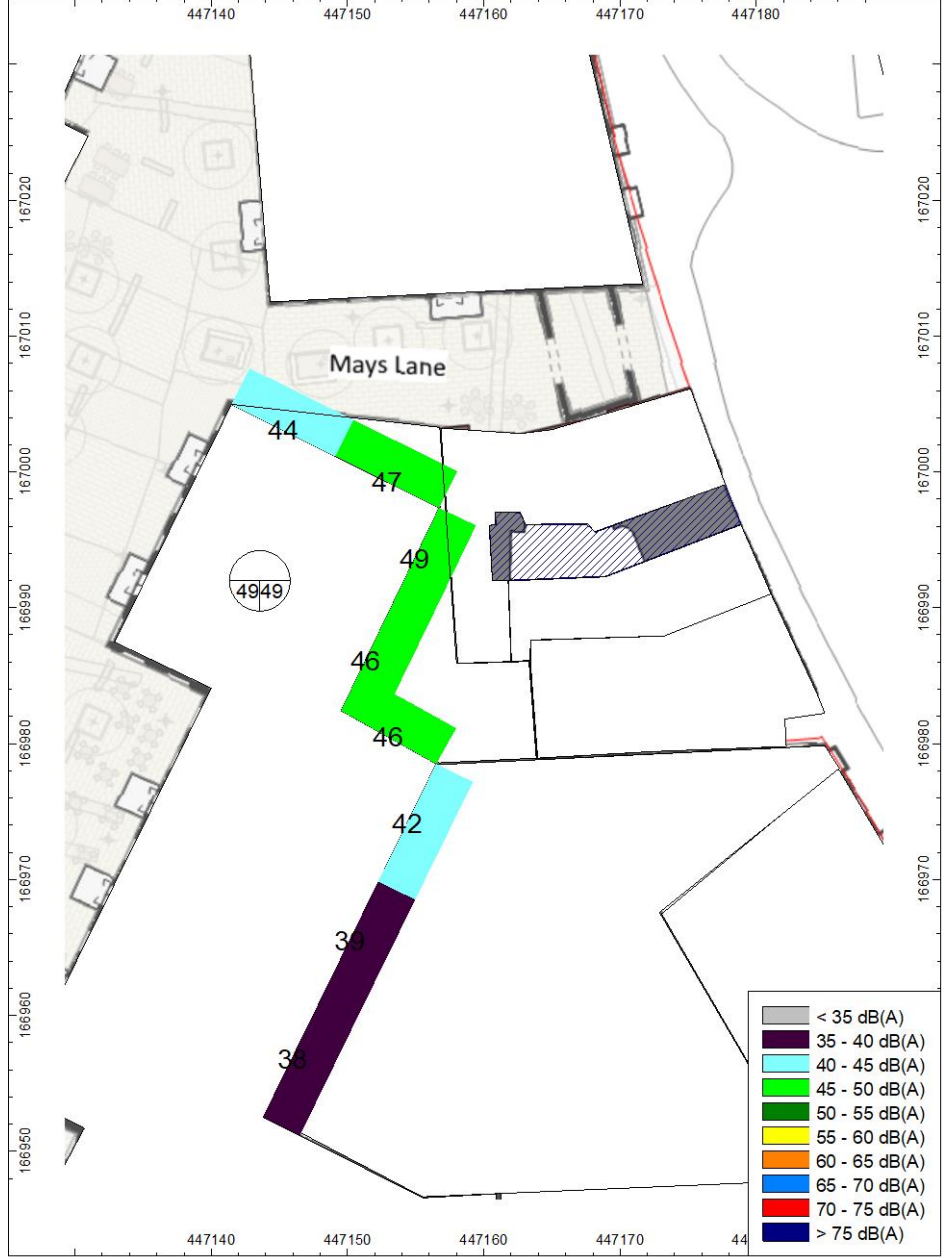 447140 447150 447160 447170 447180
167020 167020
167010 167010
Mays Lane
167000 167000
44
47
49
166990 166990
49 49
46
46
166980 166980
42
166970 166970
39
166960 166960
38
166950
< 35 dB(A)
35 - 40 dB(A)
40 - 45 dB(A)
45 - 50 dB(A)
50 - 55 dB(A)
55 - 60 dB(A)
60 - 65 dB(A)
65 - 70 dB(A)
70 - 75 dB(A)
> 75 dB(A)
447140 447150 447160 447170 44